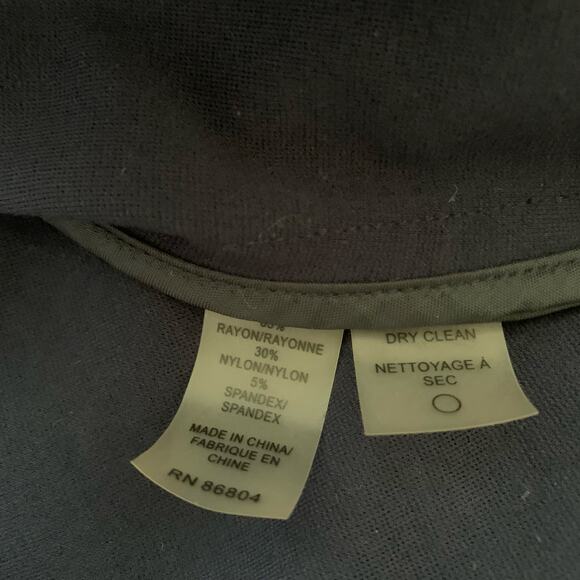 65%
RAYON/RAYONNE
30%
NYLON/NYLON
5%
SPANDEX/
SPANDEX
MADE IN CHINA/
FABRIQUE EN
CHINE
RN 86804
DRY CLEAN
NETTOYAGE À
SEC